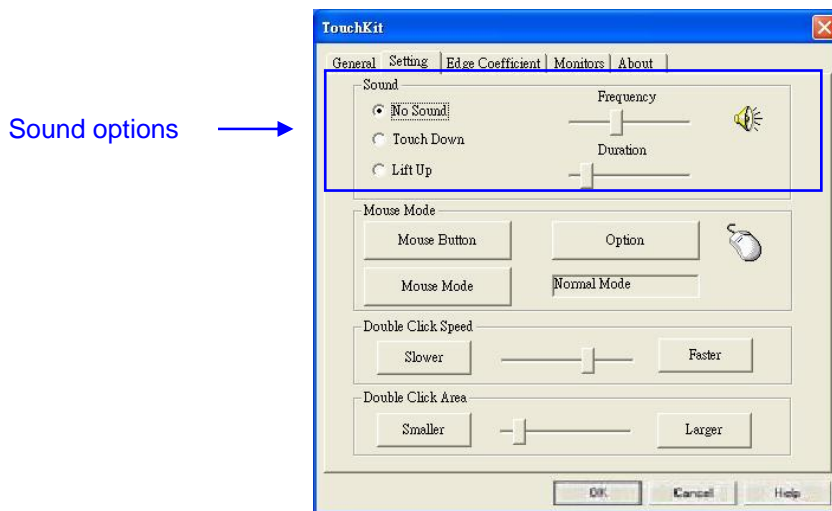 TouchKit
General Setting Edge Coefficient Monitors About
Sound options
Sound
No Sound
Touch Down
Lift Up
Frequency
Duration
Mouse Mode
Mouse Button Option
Mouse Mode Normal Mode
Double Click Speed
Slower Faster
Double Click Area
Smaller Larger
OK Cancel Help